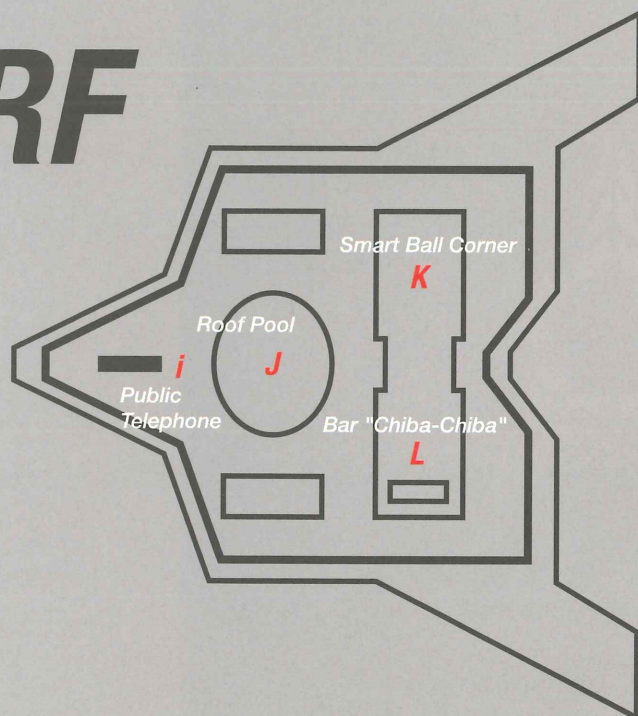 RF
Smart Ball Corner
K
Roof Pool
i
J
Public
Telephone
Bar "Chiba-Chiba"
L